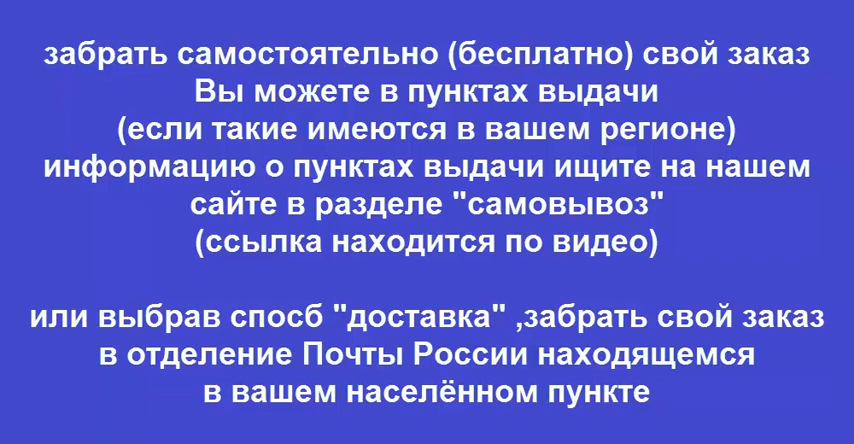 забрать самостоятельно (бесплатно) свой заказ
Вы можете в пунктах выдачи
(если такие имеются в вашем регионе)
информацию о пунктах выдачи ищите на нашем
сайте в разделе "самовывоз"
(ссылка находится по видео)
или выбрав спосб "доставка" ,забрать свой заказ
в отделение Почты России находящемся
в вашем населённом пункте